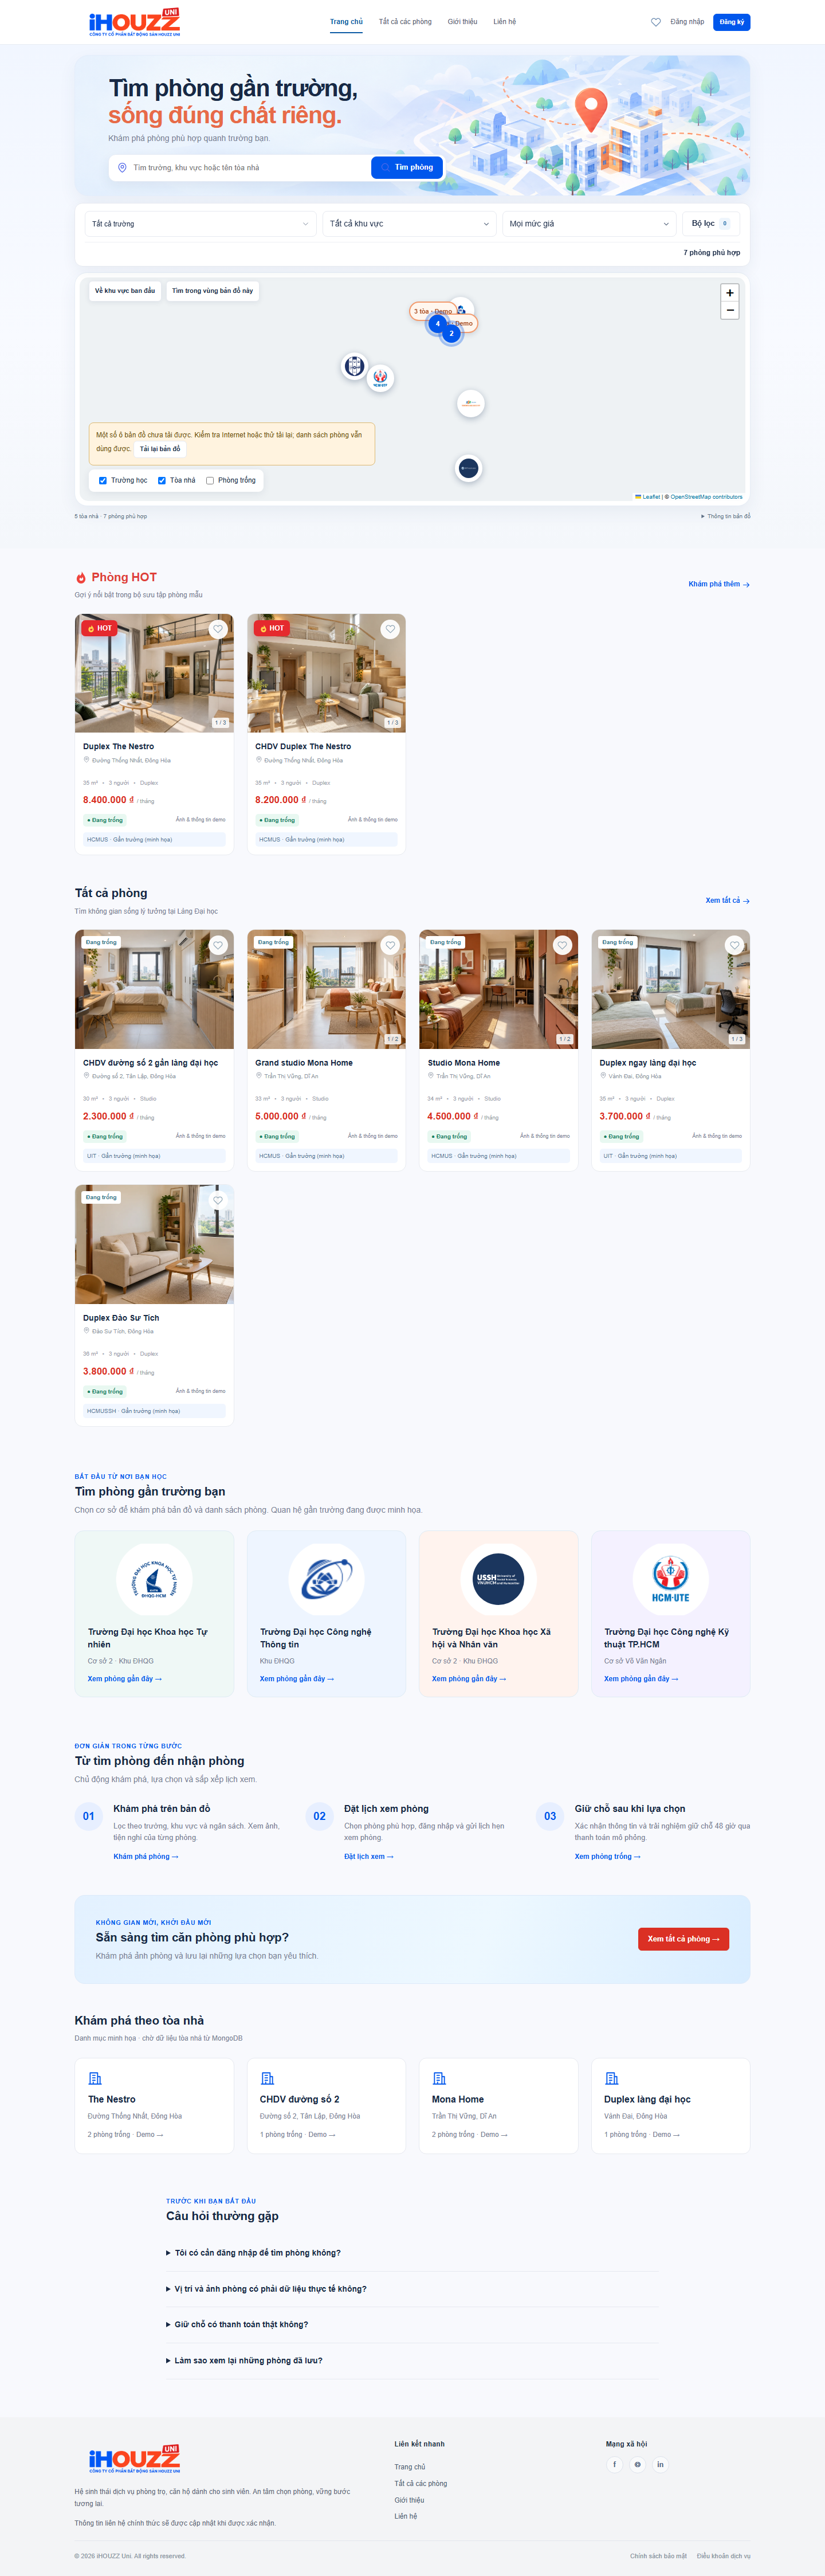 iHOUZZ UNI
CÔNG TY CỔ PHẦN BẤT ĐỘNG SẢN HOUZZ UNI
Trang chủ
Tất cả các phòng
Giới thiệu
Liên hệ
Đăng nhập
Đăng ký
Tìm phòng gần trường,
sống đúng chất riêng.
Khám phá phòng phù hợp quanh trường bạn.
Tìm trường, khu vực hoặc tên tòa nhà
Tìm phòng
Tất cả trường
Tất cả khu vực
Mọi mức giá
Bộ lọc 0
7 phòng phù hợp
Về khu vực ban đầu
Tìm trong vùng bản đồ này
+
−
3 tòa · Demo
Demo
4
2
HCM-UTE
Một số ô bản đồ chưa tải được. Kiểm tra Internet hoặc thử tải lại; danh sách phòng vẫn
dùng được. Tải lại bản đồ
Trường học
Tòa nhà
Phòng trống
Leaflet | © OpenStreetMap contributors
5 tòa nhà · 7 phòng phù hợp
▶ Thông tin bản đồ
Phòng HOT
Gợi ý nổi bật trong bộ sưu tập phòng mẫu
Khám phá thêm →
HOT
1 / 3
Duplex The Nestro
Đường Thống Nhất, Đông Hòa
35 m² • 3 người • Duplex
8.400.000 ₫ / tháng
● Đang trống
Ảnh & thông tin demo
HCMUS · Gần trường (minh họa)
HOT
1 / 3
CHDV Duplex The Nestro
Đường Thống Nhất, Đông Hòa
35 m² • 3 người • Duplex
8.200.000 ₫ / tháng
● Đang trống
Ảnh & thông tin demo
HCMUS · Gần trường (minh họa)
Tất cả phòng
Tìm không gian sống lý tưởng tại Làng Đại học
Xem tất cả →
Đang trống
CHDV đường số 2 gần làng đại học
Đường số 2, Tân Lập, Đông Hòa
30 m² • 3 người • Studio
2.300.000 ₫ / tháng
● Đang trống
Ảnh & thông tin demo
UIT · Gần trường (minh họa)
Đang trống
1 / 2
Grand studio Mona Home
Trần Thị Vững, Dĩ An
33 m² • 3 người • Studio
5.000.000 ₫ / tháng
● Đang trống
Ảnh & thông tin demo
HCMUS · Gần trường (minh họa)
Đang trống
1 / 2
Studio Mona Home
Trần Thị Vững, Dĩ An
34 m² • 3 người • Studio
4.500.000 ₫ / tháng
● Đang trống
Ảnh & thông tin demo
HCMUS · Gần trường (minh họa)
Đang trống
1 / 3
Duplex ngay làng đại học
Vành Đai, Đông Hòa
35 m² • 3 người • Duplex
3.700.000 ₫ / tháng
● Đang trống
Ảnh & thông tin demo
UIT · Gần trường (minh họa)
Đang trống
Duplex Đào Sư Tích
Đào Sư Tích, Đông Hòa
38 m² • 3 người • Duplex
3.800.000 ₫ / tháng
● Đang trống
Ảnh & thông tin demo
HCMUSSH · Gần trường (minh họa)
BẮT ĐẦU TỪ NƠI BẠN HỌC
Tìm phòng gần trường bạn
Chọn cơ sở để khám phá bản đồ và danh sách phòng. Quan hệ gần trường đang được minh họa.
TRƯỜNG ĐẠI HỌC KHOA HỌC TỰ NHIÊN
ĐHQG-HCM
Trường Đại học Khoa học Tự
nhiên
Cơ sở 2 · Khu ĐHQG
Xem phòng gần đây →
Trường Đại học Công nghệ
Thông tin
Khu ĐHQG
Xem phòng gần đây →
USSH
VNUHCM
Trường Đại học Khoa học Xã
hội và Nhân văn
Cơ sở 2 · Khu ĐHQG
Xem phòng gần đây →
HCM-UTE
Trường Đại học Công nghệ Kỹ
thuật TP.HCM
Cơ sở Võ Văn Ngân
Xem phòng gần đây →
ĐƠN GIẢN TRONG TỪNG BƯỚC
Từ tìm phòng đến nhận phòng
Chủ động khám phá, lựa chọn và sắp xếp lịch xem.
01
Khám phá trên bản đồ
Lọc theo trường, khu vực và ngân sách. Xem ảnh,
tiện nghi của từng phòng.
Khám phá phòng →
02
Đặt lịch xem phòng
Chọn phòng phù hợp, đăng nhập và gửi lịch hẹn
xem phòng.
Đặt lịch xem →
03
Giữ chỗ sau khi lựa chọn
Xác nhận thông tin và trải nghiệm giữ chỗ 48 giờ qua
thanh toán mô phỏng.
Xem phòng trống →
KHÔNG GIAN MỚI, KHỞI ĐẦU MỚI
Sẵn sàng tìm căn phòng phù hợp?
Khám phá ảnh phòng và lưu lại những lựa chọn bạn yêu thích.
Xem tất cả phòng →
Khám phá theo tòa nhà
Danh mục minh họa · chờ dữ liệu tòa nhà từ MongoDB
The Nestro
Đường Thống Nhất, Đông Hòa
2 phòng trống · Demo →
CHDV đường số 2
Đường số 2, Tân Lập, Đông Hòa
1 phòng trống · Demo →
Mona Home
Trần Thị Vững, Dĩ An
2 phòng trống · Demo →
Duplex làng đại học
Vành Đai, Đông Hòa
1 phòng trống · Demo →
TRƯỚC KHI BẠN BẮT ĐẦU
Câu hỏi thường gặp
▶ Tôi có cần đăng nhập để tìm phòng không?
▶ Vị trí và ảnh phòng có phải dữ liệu thực tế không?
▶ Giữ chỗ có thanh toán thật không?
▶ Làm sao xem lại những phòng đã lưu?
iHOUZZ UNI
CÔNG TY CỔ PHẦN BẤT ĐỘNG SẢN HOUZZ UNI
Hệ sinh thái dịch vụ phòng trọ, căn hộ dành cho sinh viên. An tâm chọn phòng, vững bước
tương lai.
Thông tin liên hệ chính thức sẽ được cập nhật khi được xác nhận.
Liên kết nhanh
Trang chủ
Tất cả các phòng
Giới thiệu
Liên hệ
Mạng xã hội
f
in
© 2026 iHOUZZ Uni. All rights reserved.
Chính sách bảo mật
Điều khoản dịch vụ